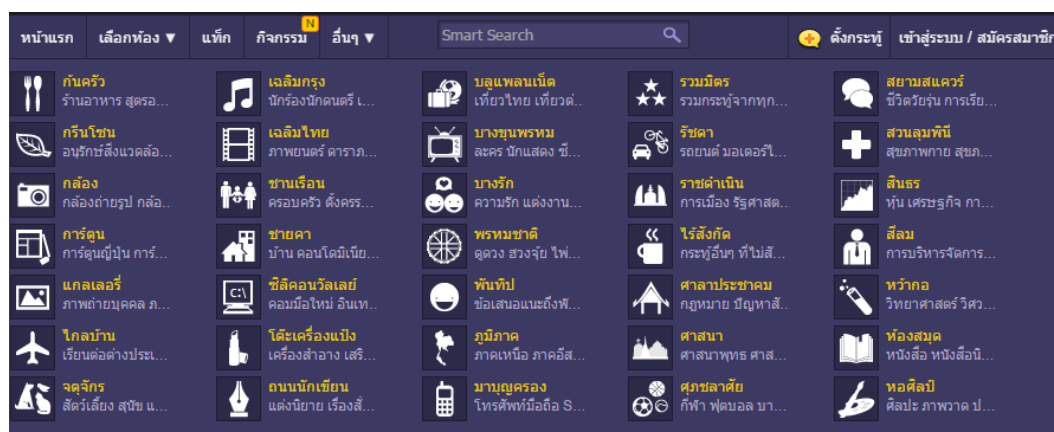 หน้าแรก เลือกห้อง ▼ แท็ก กิจกรรม N อื่นๆ ▼ Smart Search ตั้งกระทู้ เข้าสู่ระบบ / สมัครสมาชิก
ก้นครัว เฉลิมกรุง บลูแพลนเน็ต รวมมิตร สยามสแควร์
ร้านอาหาร สูตรอ... นักร้องนักดนตรี เ... เที่ยวไทย เที่ยวต่... รวมกระทู้จากทุก... ชีวิตวัยรุ่น การเรีย...
กรีนโซน เฉลิมไทย บางขุนพรหม รัชดา สวนลุมพินี
อนุรักษ์สิ่งแวดล้อ... ภาพยนตร์ ดาราภ... ละคร นักแสดง ซี... รถยนต์ มอเตอร์ไ... สุขภาพกาย สุขภ...
กล้อง ชานเรือน บางรัก ราชดำเนิน สินธร
กล้องถ่ายรูป กล้อ... ครอบครัว ตั้งครร... ความรัก แต่งงาน... การเมือง รัฐศาสต... หุ้น เศรษฐกิจ กา...
การ์ตูน ชายคา พรหมชาติ ไร้สังกัด สีลม
การ์ตูนญี่ปุ่น การ์... บ้าน คอนโดมิเนีย... ดูดวง ฮวงจุ้ย ไพ่... กระทู้อื่นๆ ที่ไม่สั... การบริหารจัดการ...
แกลเลอรี่ ซิลิคอนวัลเลย์ พันทิป ศาลาประชาคม หว้ากอ
ภาพถ่ายบุคคล ภ... คอมมือใหม่ อินเท... ข้อเสนอแนะถึงพั... กฎหมาย ปัญหาสั... วิทยาศาสตร์ วิศว...
ไกลบ้าน โต๊ะเครื่องแป้ง ภูมิภาค ศาสนา ห้องสมุด
เรียนต่อต่างประเ... เครื่องสำอาง เสริ... ภาคเหนือ ภาคอีส... ศาสนาพุทธ ศาส... หนังสือ หนังสือนิ...
จตุจักร ถนนนักเขียน มาบุญครอง ศุภชลาศัย หอศิลป์
สัตว์เลี้ยง สุนัข แ... แต่งนิยาย เรื่องสั้... โทรศัพท์มือถือ S... กีฬา ฟุตบอล บา... ศิลปะ ภาพวาด ป...